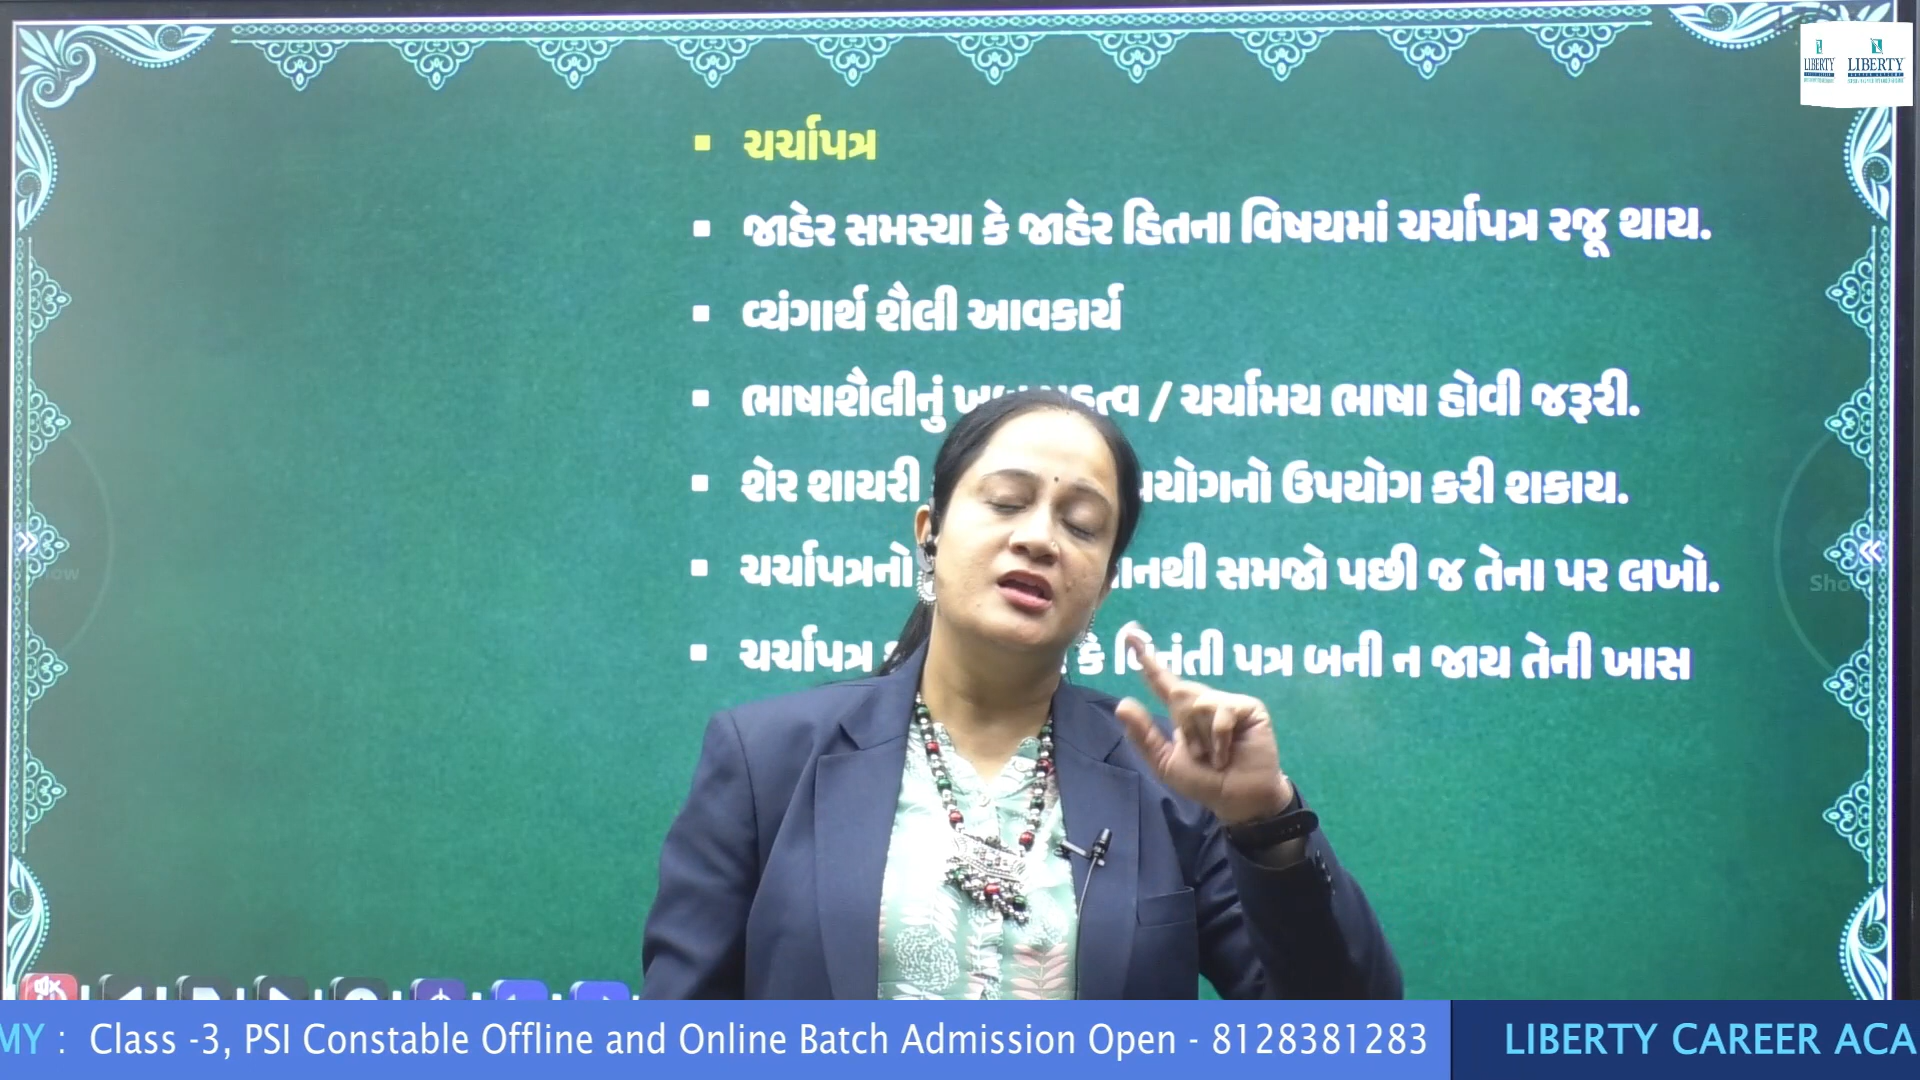 LIBERTY LIBERTY
▪ ચર્ચાપત્ર
▪ જાહેર સમસ્યા કે જાહેર હિતના વિષયમાં ચર્ચાપત્ર રજૂ થાય.
▪ વ્યંગાર્થ શૈલી આવકાર્ય
▪ ભાષાશૈલીનું / ચર્ચામય ભાષા હોવી જરૂરી.
▪ શેર શાયરી ઉપયોગ કરી શકાય.
▪ ચર્ચાપત્રનો સમજો પછી જ તેના પર લખો.
▪ ચર્ચાપત્ર કે વિનંતી પત્ર બની ન જાય તેની ખાસ
MY : Class -3, PSI Constable Offline and Online Batch Admission Open - 8128381283 LIBERTY CAREER ACA